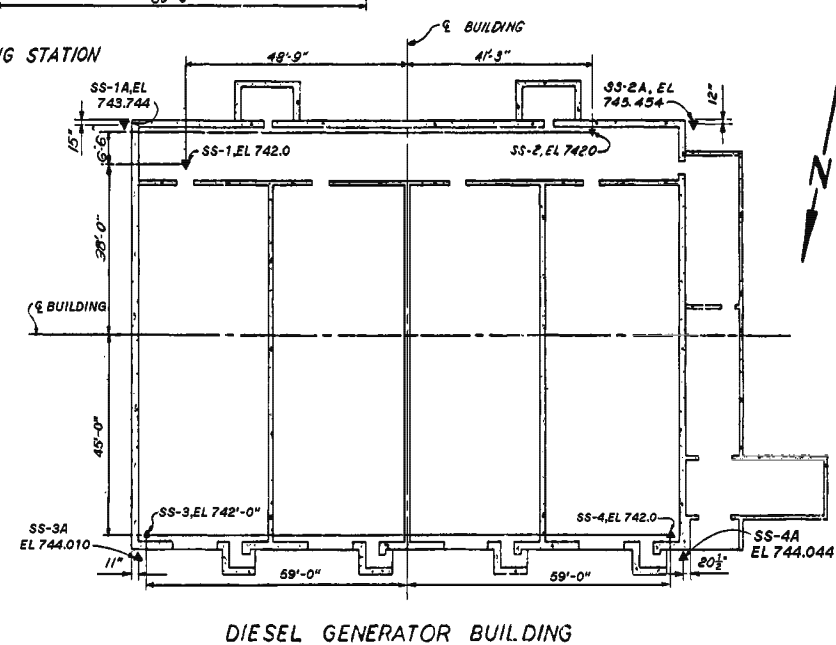 NG STATION
℄ BUILDING
48'-9"
41'-3"
SS-1A,EL
743.744
SS-2A, EL
745.454
12"
15"
6'-9"
SS-1,EL 742.0
SS-2, EL 742.0
N
38'-0"
℄ BUILDING
45'-0"
SS-3,EL 742'-0"
SS-4,EL 742.0
SS-3A
EL 744.010
SS-4A
EL 744.044
11"
59'-0"
59'-0"
20½"
DIESEL GENERATOR BUILDING